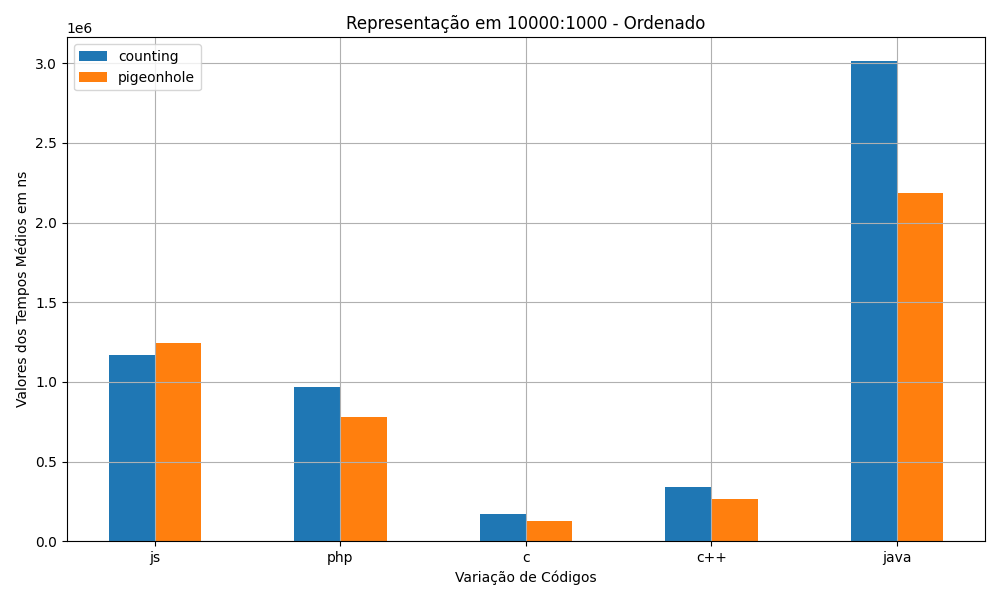 Representação em 10000:1000 - Ordenado
1e6
counting
pigeonhole
3.0
2.5
2.0
1.5
1.0
0.5
0.0
Valores dos Tempos Médios em ns
js
php
c
c++
java
Variação de Códigos